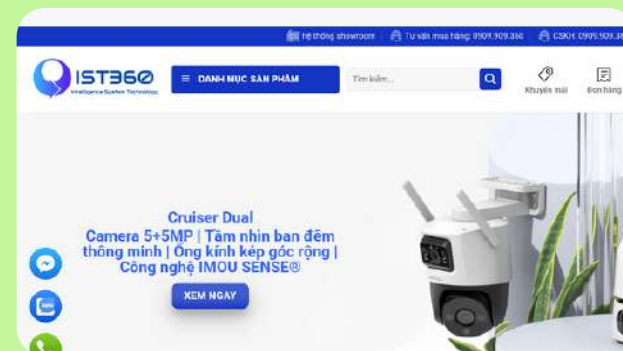 Hệ thống showroom
Tư vấn mua hàng: 0909.909.368
CSKH:
IST360
Intelligence System Technology
DANH MỤC SẢN PHẨM
Tìm kiếm...
Khuyến mãi
Đơn hàng
Cruiser Dual
Camera 5+5MP | Tầm nhìn ban đêm
thông minh | Ống kính kép góc rộng |
Công nghệ IMOU SENSE®
XEM NGAY